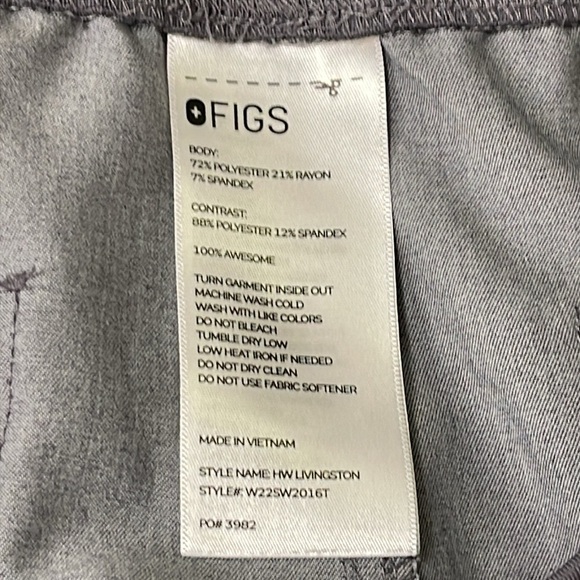 FIGS
BODY:
72% POLYESTER 21% RAYON
7% SPANDEX
CONTRAST:
88% POLYESTER 12% SPANDEX
100% AWESOME
TURN GARMENT INSIDE OUT
MACHINE WASH COLD
WASH WITH LIKE COLORS
DO NOT BLEACH
TUMBLE DRY LOW
LOW HEAT IRON IF NEEDED
DO NOT DRY CLEAN
DO NOT USE FABRIC SOFTENER
MADE IN VIETNAM
STYLE NAME: HW LIVINGSTON
STYLE#: W22SW2016T
PO# 3982